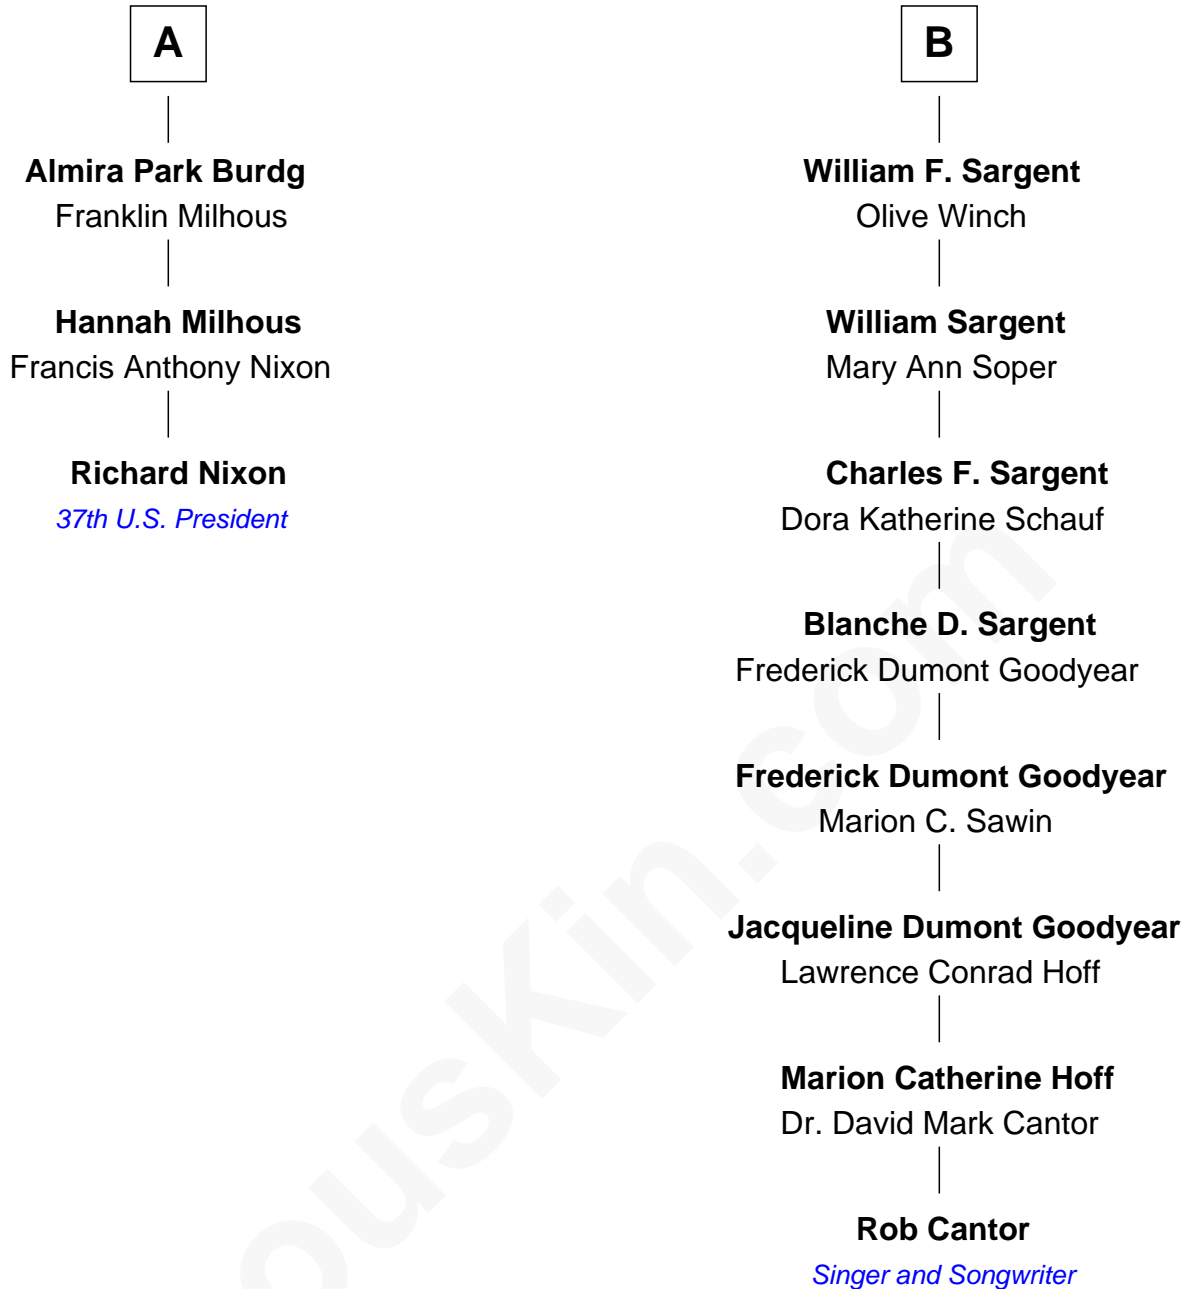 A
Almira Park Burdg
Franklin Milhous
Hannah Milhous
Francis Anthony Nixon
Richard Nixon
37th U.S. President
B
William F. Sargent
Olive Winch
William Sargent
Mary Ann Soper
Charles F. Sargent
Dora Katherine Schauf
Blanche D. Sargent
Frederick Dumont Goodyear
Frederick Dumont Goodyear
Marion C. Sawin
Jacqueline Dumont Goodyear
Lawrence Conrad Hoff
Marion Catherine Hoff
Dr. David Mark Cantor
Rob Cantor
Singer and Songwriter
ousKin.com